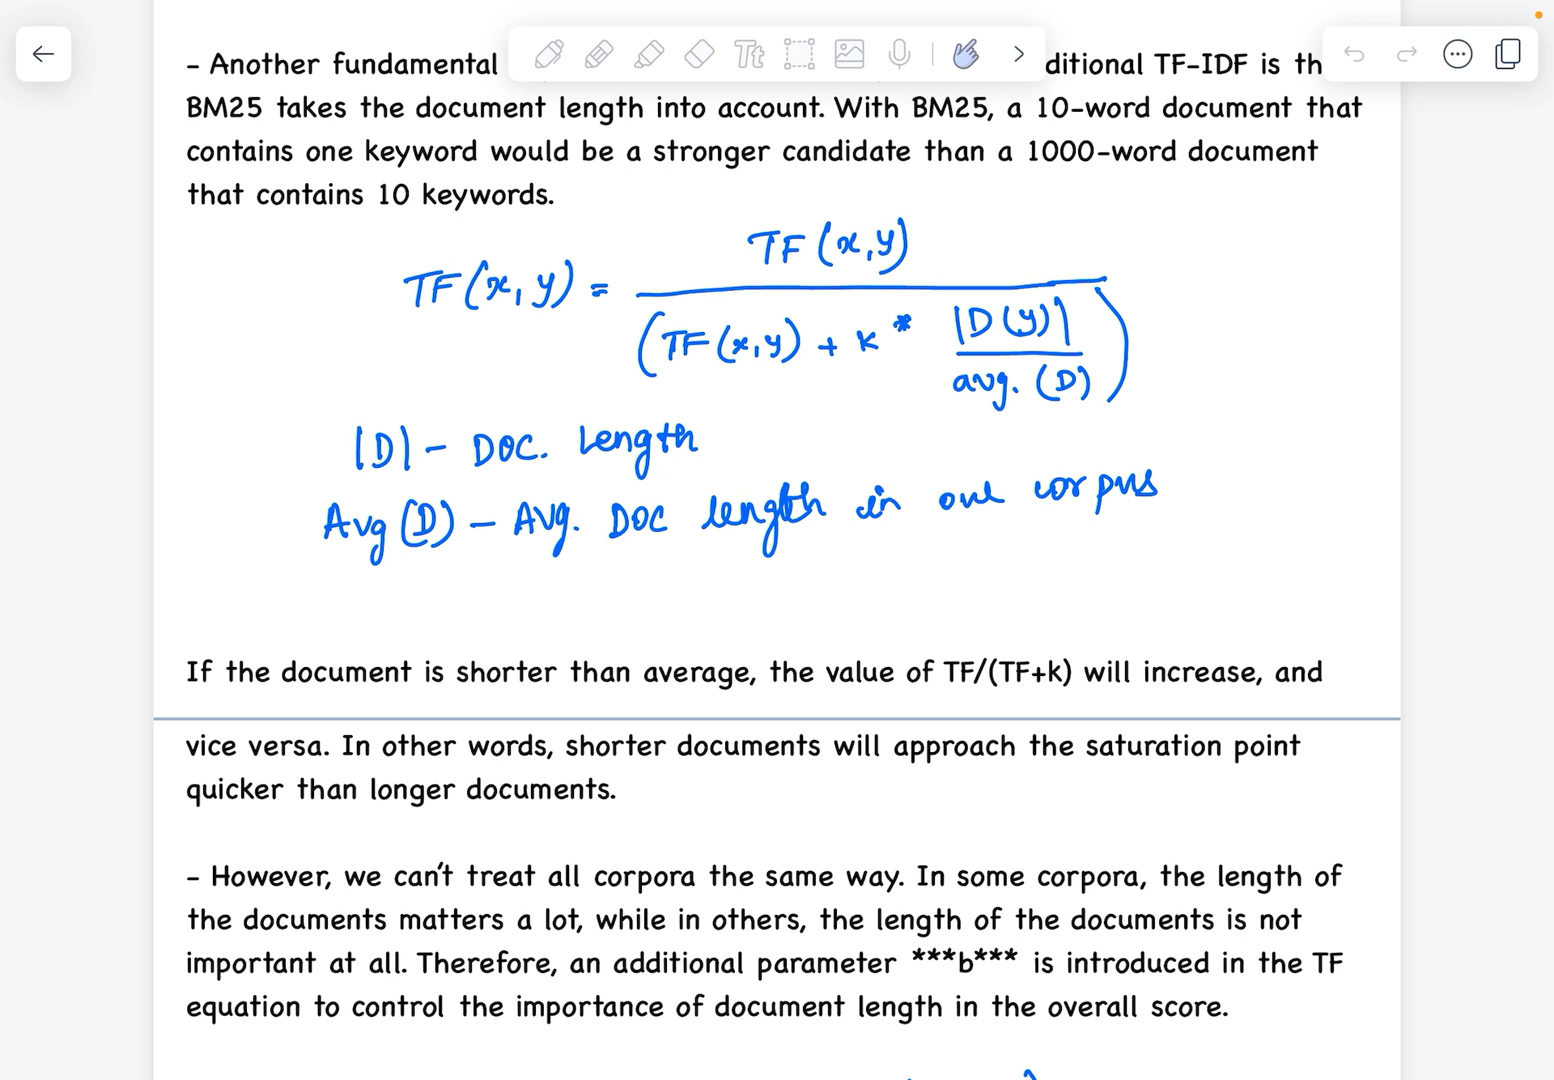 - Another fundamental ditional TF-IDF is th
BM25 takes the document length into account. With BM25, a 10-word document that
contains one keyword would be a stronger candidate than a 1000-word document
that contains 10 keywords.
TF(x,y) = TF(x,y) / (TF(x,y) + k * |D(y)| / avg.(D))
|D| - DOC. Length
Avg(D) - AVg. DOC length in our corpus
If the document is shorter than average, the value of TF/(TF+k) will increase, and
vice versa. In other words, shorter documents will approach the saturation point
quicker than longer documents.
- However, we can't treat all corpora the same way. In some corpora, the length of
the documents matters a lot, while in others, the length of the documents is not
important at all. Therefore, an additional parameter ***b*** is introduced in the TF
equation to control the importance of document length in the overall score.